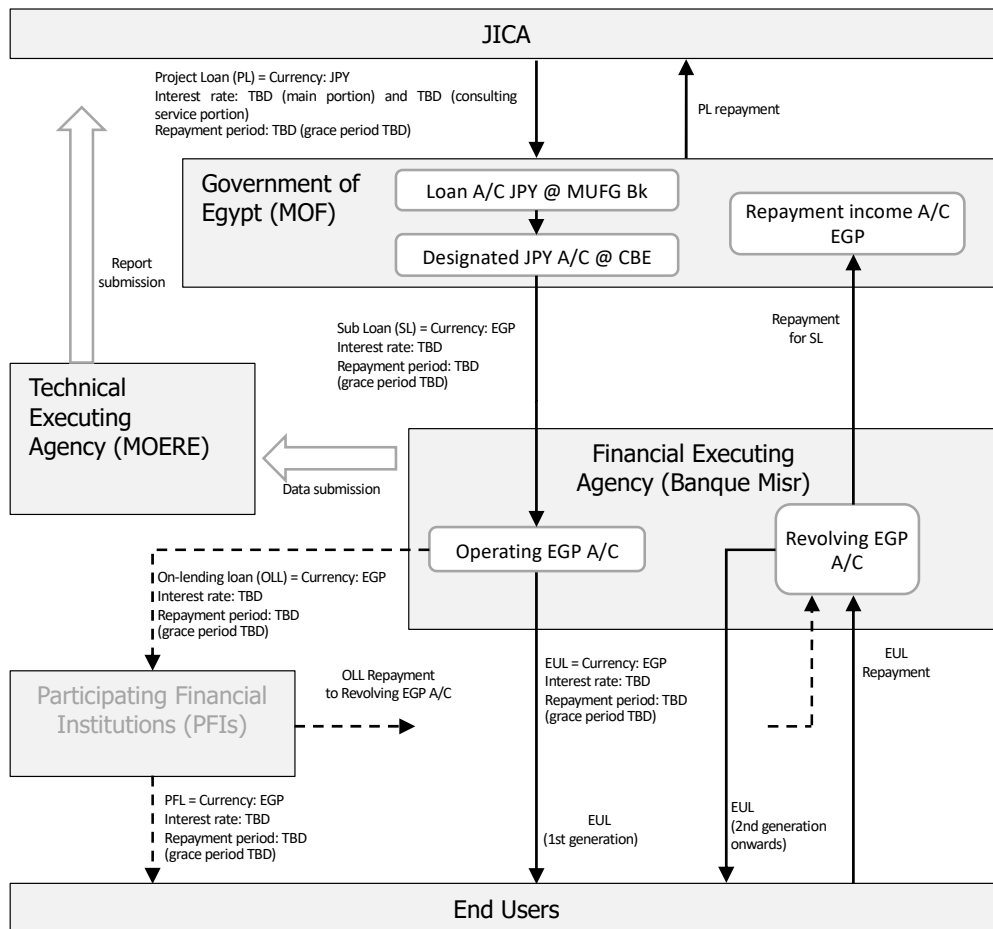 JICA
Project Loan (PL) = Currency: JPY
Interest rate: TBD (main portion) and TBD (consulting
service portion)
Repayment period: TBD (grace period TBD)
PL repayment
Government of
Egypt (MOF)
Loan A/C JPY @ MUFG Bk
Designated JPY A/C @ CBE
Repayment income A/C
EGP
Report
submission
Sub Loan (SL) = Currency: EGP
Interest rate: TBD
Repayment period: TBD
(grace period TBD)
Repayment
for SL
Technical
Executing
Agency (MOERE)
Data submission
Financial Executing
Agency (Banque Misr)
Operating EGP A/C
Revolving EGP
A/C
On-lending loan (OLL) = Currency: EGP
Interest rate: TBD
Repayment period: TBD
(grace period TBD)
Participating Financial
Institutions (PFIs)
OLL Repayment
to Revolving EGP A/C
EUL = Currency: EGP
Interest rate: TBD
Repayment period: TBD
(grace period TBD)
EUL
Repayment
PFL = Currency: EGP
Interest rate: TBD
Repayment period: TBD
(grace period TBD)
EUL
(1st generation)
EUL
(2nd generation
onwards)
End Users